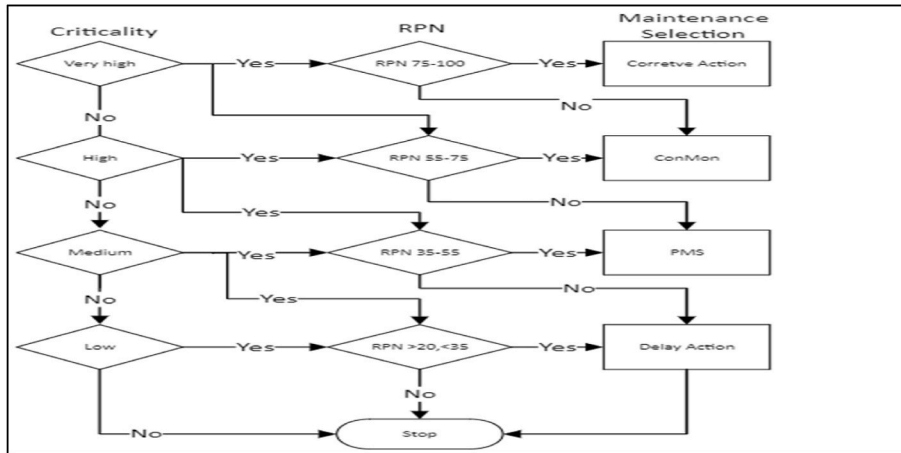 Criticality
RPN
Maintenance
Selection
Very high
Yes
RPN 75-100
Yes
Corretve Action
No
No
High
Yes
RPN 55-75
Yes
ConMon
No
Yes
No
Medium
Yes
RPN 35-55
Yes
PMS
No
Yes
No
Low
Yes
RPN >20,<35
Yes
Delay Action
No
No
Stop